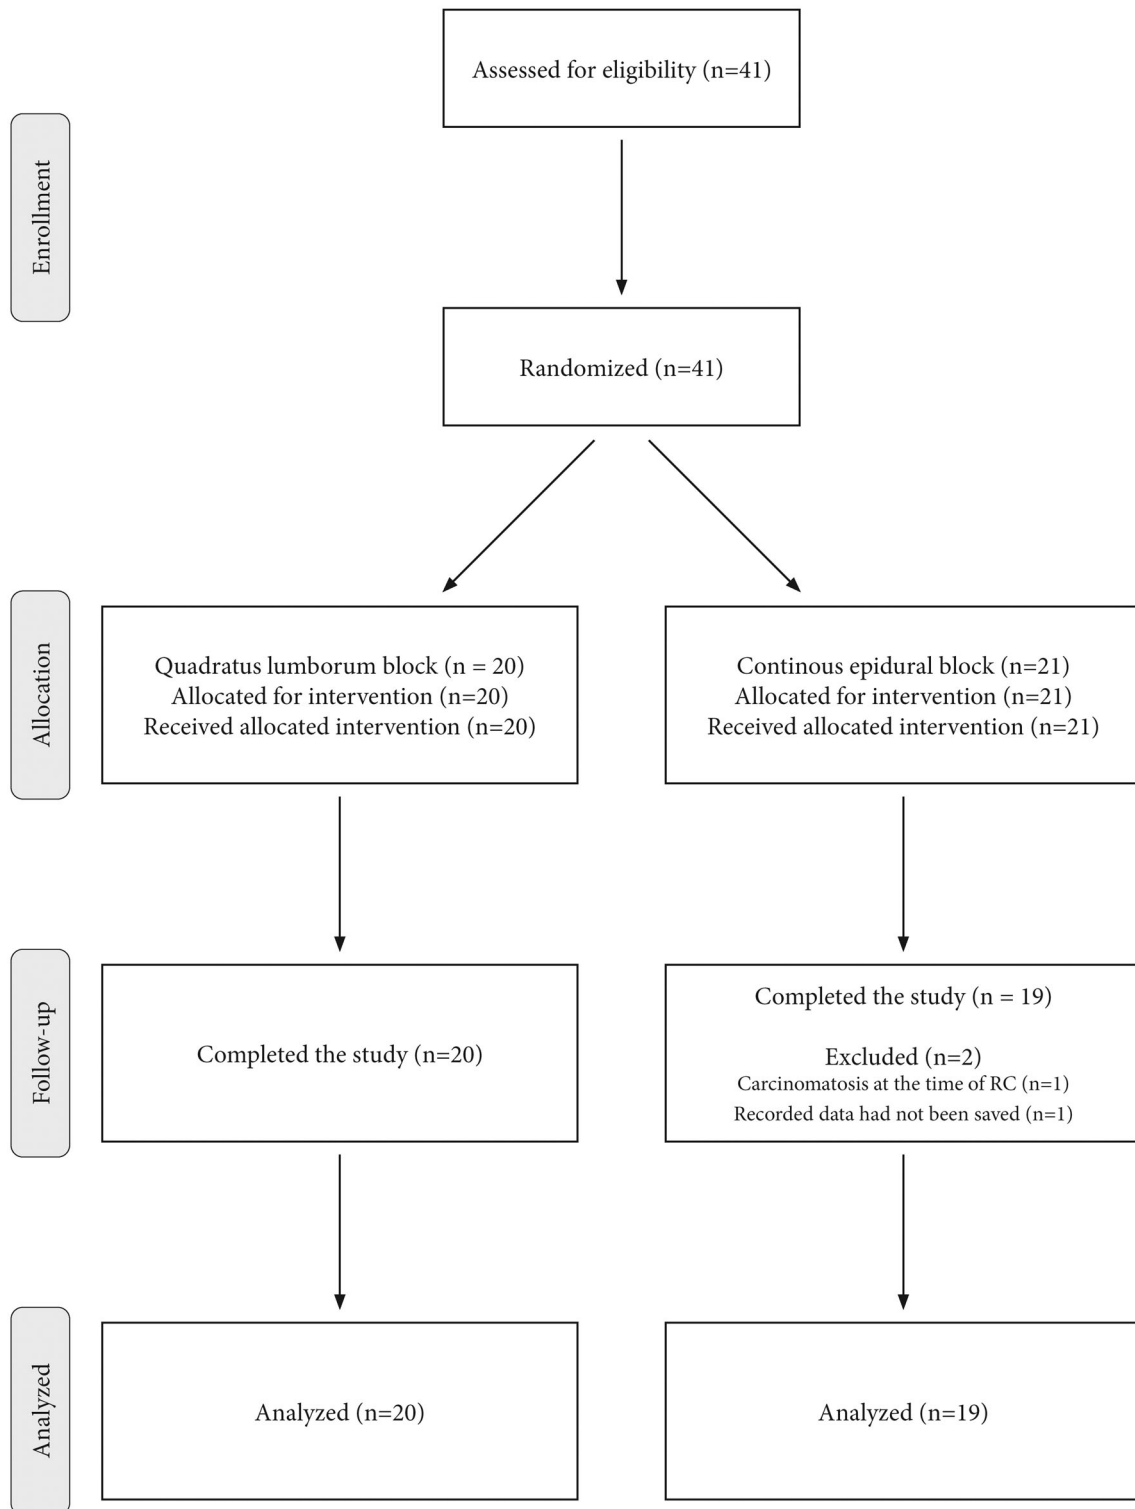 Assessed for eligibility (n=41)
Enrollment
Randomized (n=41)
Allocation
Quadratus lumborum block (n = 20)
Allocated for intervention (n=20)
Received allocated intervention (n=20)
Continous epidural block (n=21)
Allocated for intervention (n=21)
Received allocated intervention (n=21)
Follow-up
Completed the study (n=20)
Completed the study (n = 19)
Excluded (n=2)
Carcinomatosis at the time of RC (n=1)
Recorded data had not been saved (n=1)
Analyzed
Analyzed (n=20)
Analyzed (n=19)